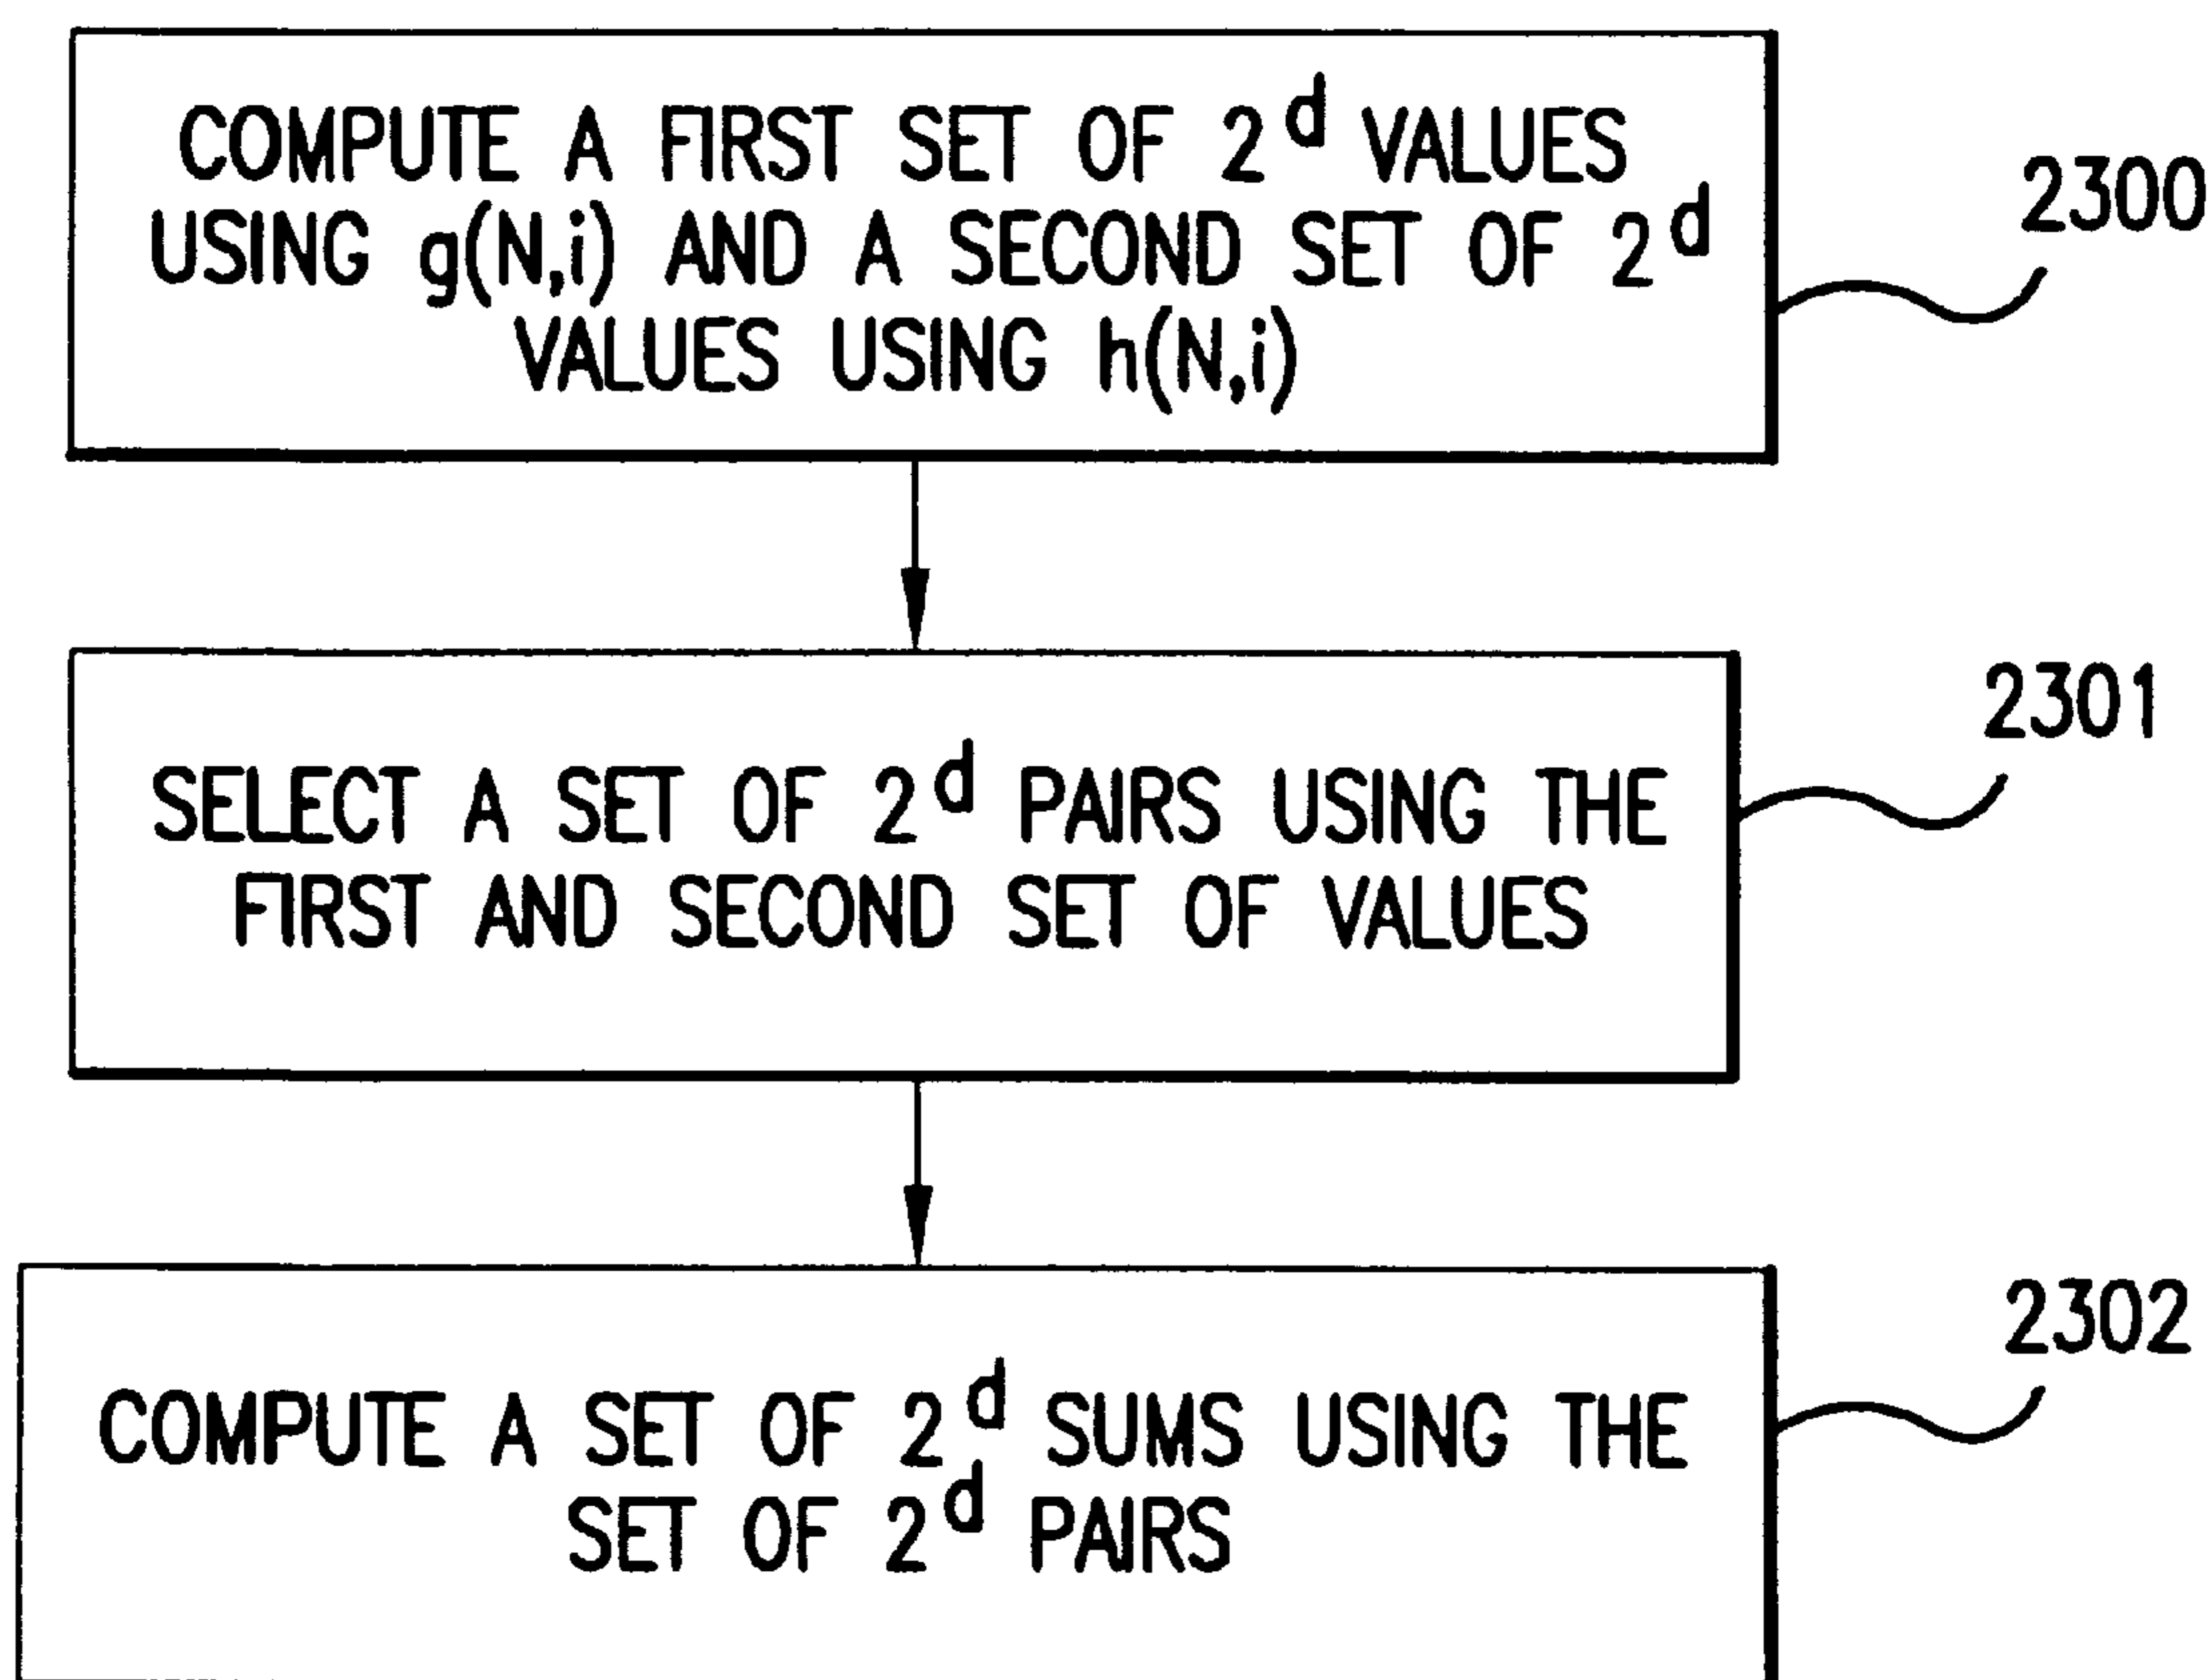 COMPUTE A FIRST SET OF 2^d VALUES
USING g(N,i) AND A SECOND SET OF 2^d
VALUES USING h(N,i)
2300
SELECT A SET OF 2^d PAIRS USING THE
FIRST AND SECOND SET OF VALUES
2301
COMPUTE A SET OF 2^d SUMS USING THE
SET OF 2^d PAIRS
2302